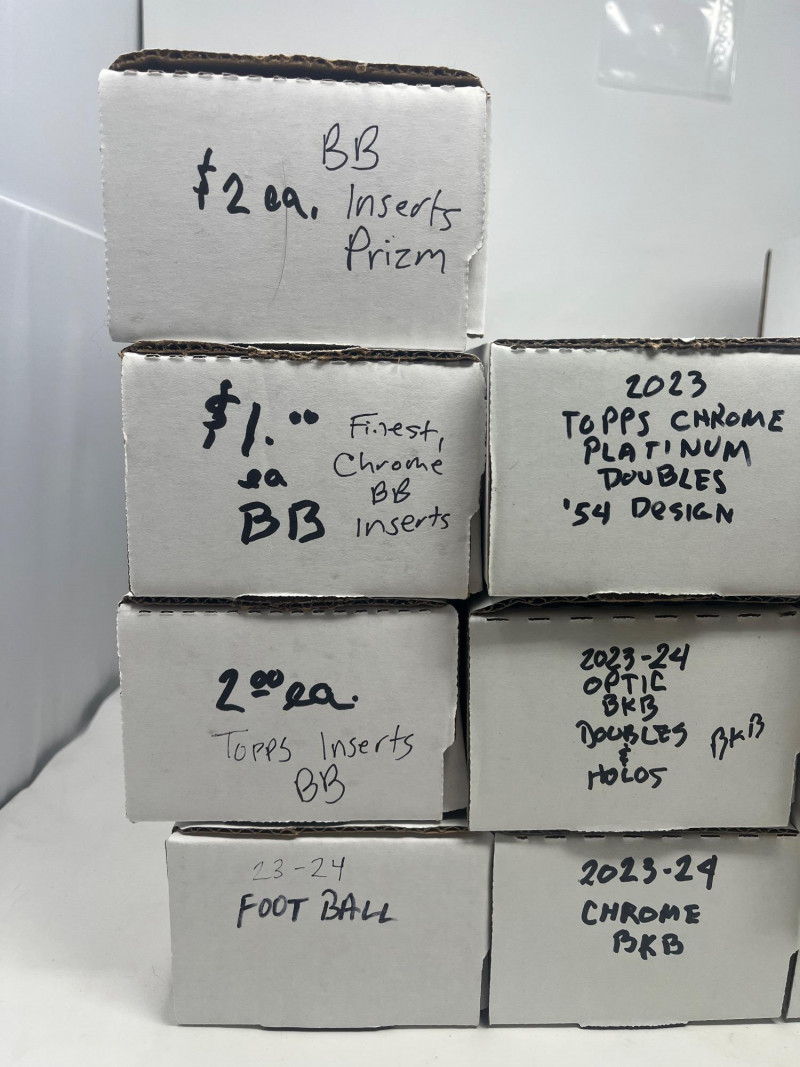 BB
$2 ea. Inserts
Prizm
$1.00 Finest,
ea Chrome
BB BB
Inserts
2023
TOPPS CHROME
PLATINUM
DOUBLES
'54 DESIGN
2.00 ea.
Topps Inserts
BB
2023-24
OPTIC
BKB
DOUBLES BKB
&
HOLOS
23-24
FOOTBALL
2023-24
CHROME
BKB